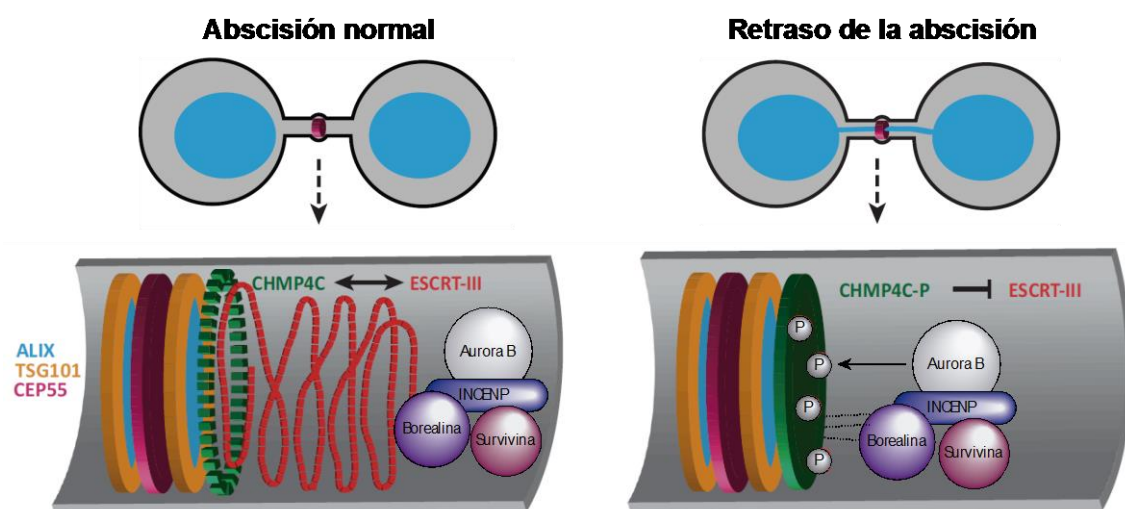 Abscisión normal
Retraso de la abscisión
CHMP4C ESCRT-III
ALIX
TSG101
CEP55
Aurora B
INCENP
Borealina
Survivina
CHMP4C-P ESCRT-III
P
P
P
P
Aurora B
INCENP
Borealina
Survivina